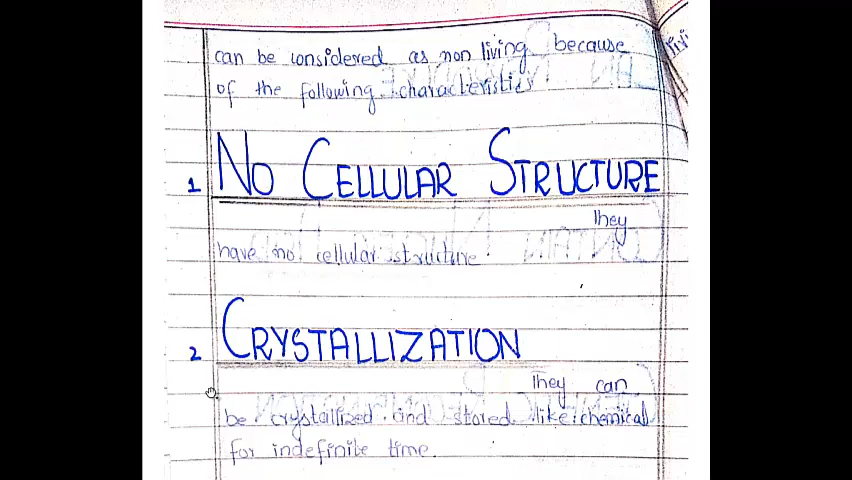 can be considered as non living because
of the following characteristics
1 NO CELLULAR STRUCTURE
They
have no cellular structure.
2 CRYSTALLIZATION
They can
be crystallized and stored like chemical
for indefinite time.